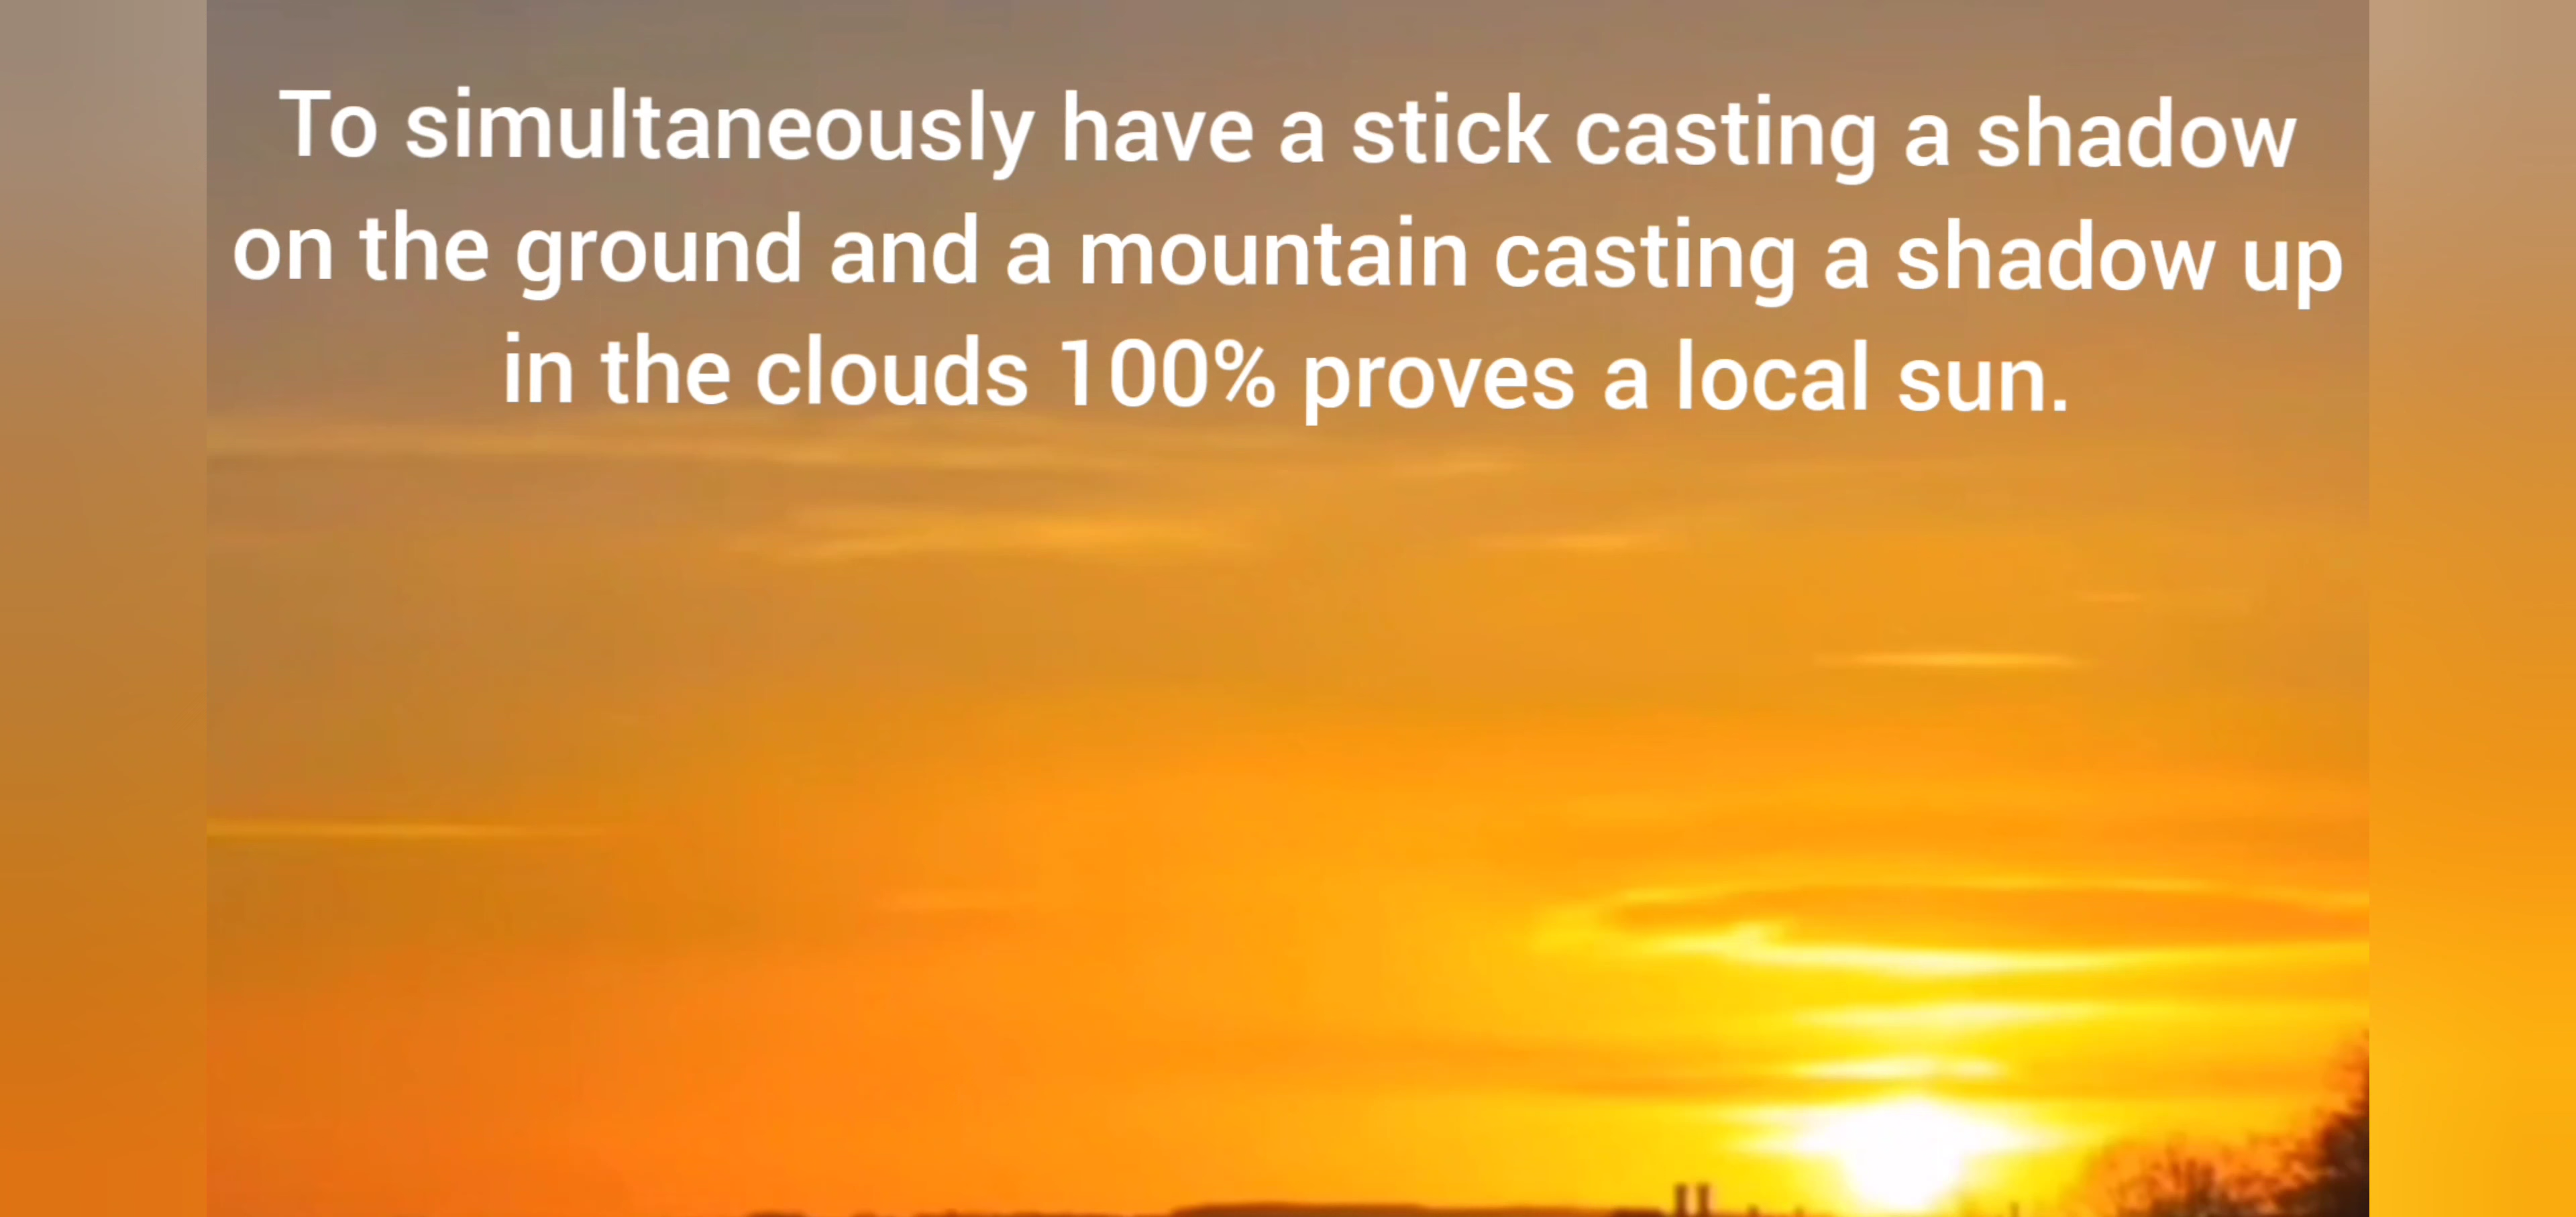 To simultaneously have a stick casting a shadow
on the ground and a mountain casting a shadow up
in the clouds 100% proves a local sun.